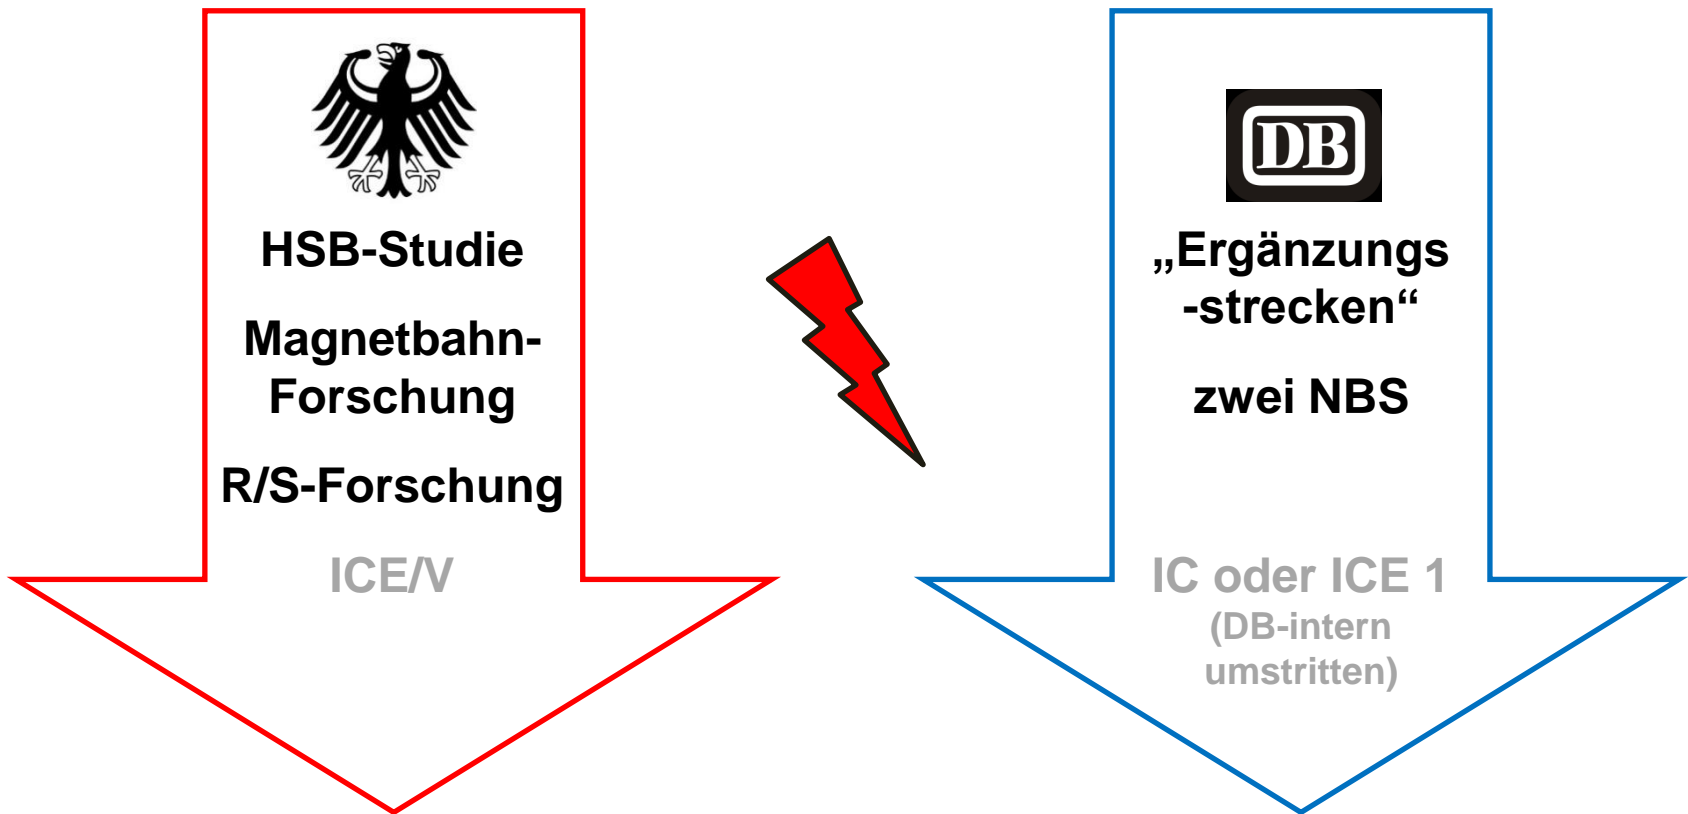 HSB-Studie
Magnetbahn-
Forschung
R/S-Forschung
ICE/V
DB
„Ergänzungs
-strecken“
zwei NBS
IC oder ICE 1
(DB-intern
umstritten)